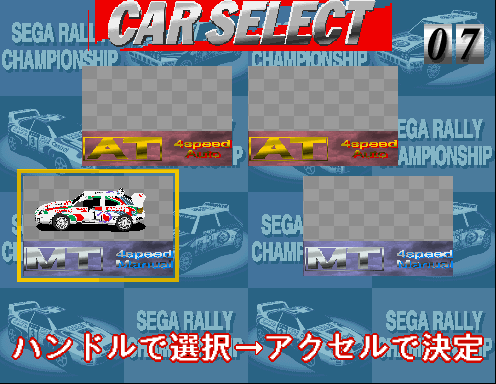 CAR SELECT
07
SEGA RALLY
CHAMPIONSHIP
AT 4speed Auto
AT 4speed Auto
SEGA RALLY
CHAMPIONSHIP
MT 4speed Manual
MT 4speed Manual
SEGA RALLY
CHAMPIONSHIP
SEGA RALLY
SEGA RALLY
ハンドルで選択→アクセルで決定